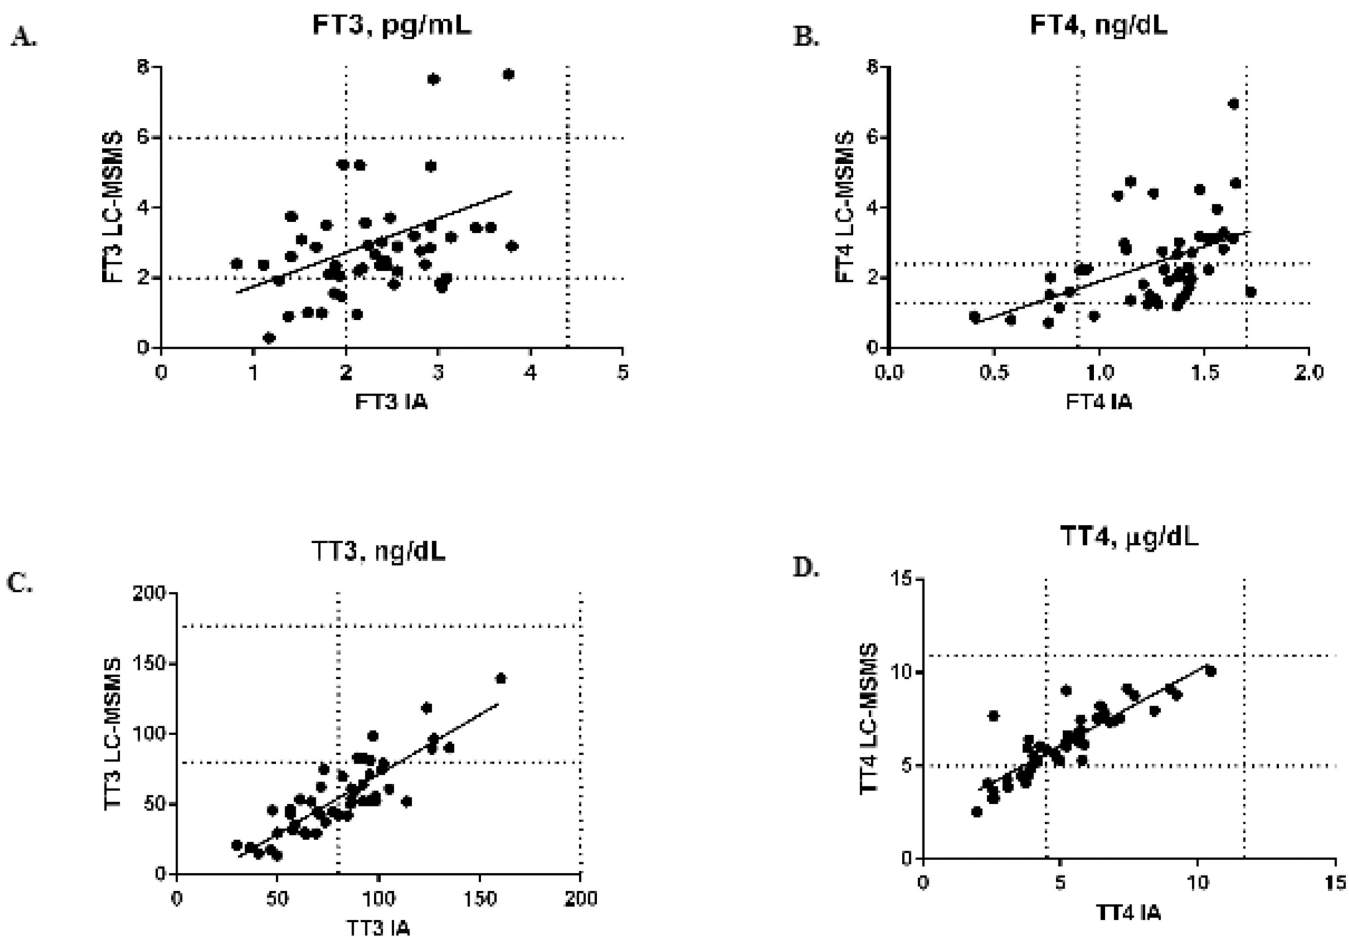 A.
FT3, pg/mL
8
6
4
2
0
FT3 LC-MSMS
0 1 2 3 4 5
FT3 IA
B.
FT4, ng/dL
8
6
4
2
0
FT4 LC-MSMS
0.0 0.5 1.0 1.5 2.0
FT4 IA
C.
TT3, ng/dL
200
150
100
50
0
TT3 LC-MSMS
0 50 100 150 200
TT3 IA
D.
TT4, µg/dL
15
10
5
0
TT4 LC-MSMS
0 5 10 15
TT4 IA